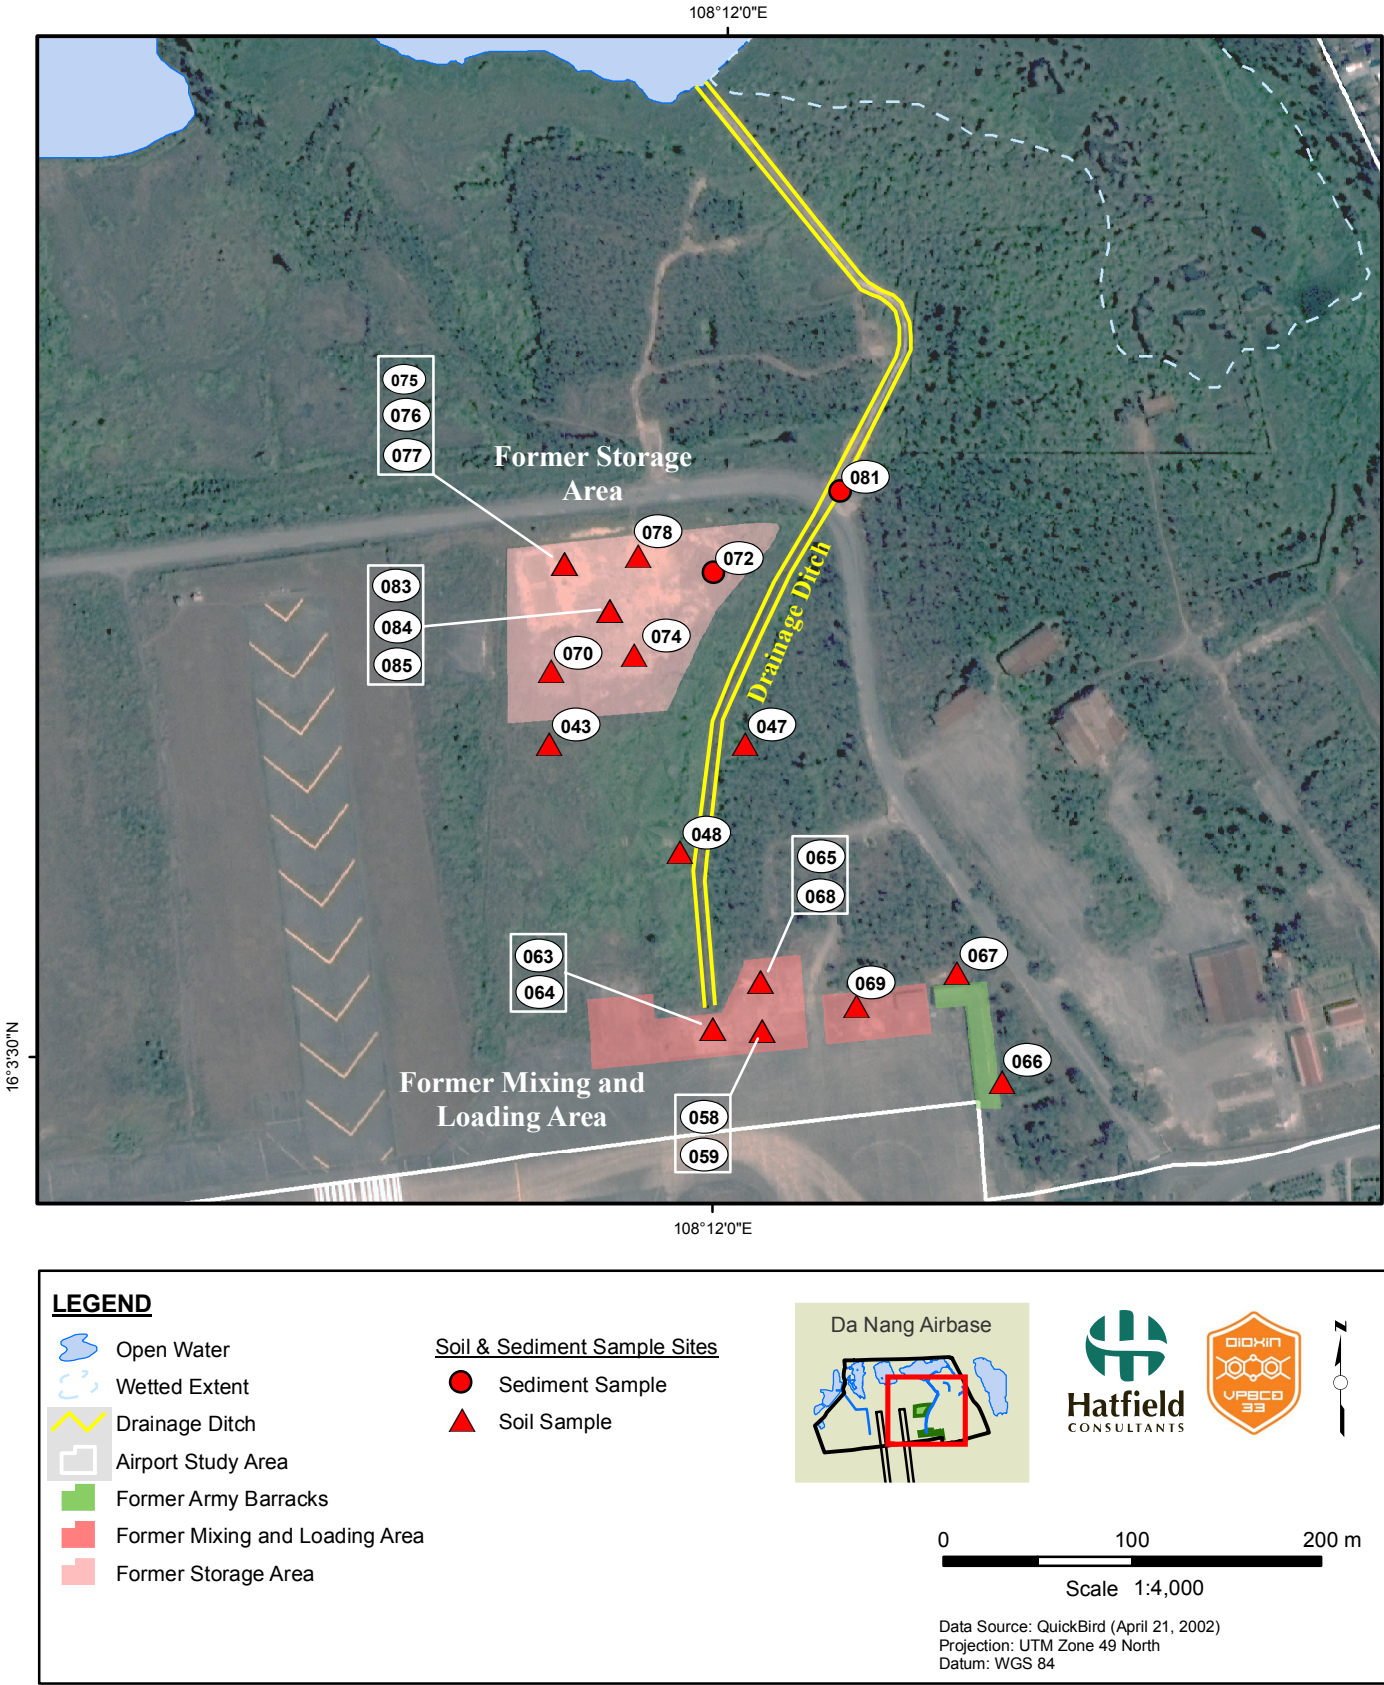 108°12'0"E
075
076
077
Former Storage
Area
081
078
072
083
084
085
070
074
Drainage Ditch
043
047
048
065
068
063
064
069
067
066
16°3'30"N
Former Mixing and
Loading Area
058
059
108°12'0"E
LEGEND
Open Water
Wetted Extent
Drainage Ditch
Airport Study Area
Former Army Barracks
Former Mixing and Loading Area
Former Storage Area
Soil & Sediment Sample Sites
Sediment Sample
Soil Sample
Da Nang Airbase
Hatfield
CONSULTANTS
DIOXIN
VPBCD
33
N
0 100 200 m
Scale 1:4,000
Data Source: QuickBird (April 21, 2002)
Projection: UTM Zone 49 North
Datum: WGS 84